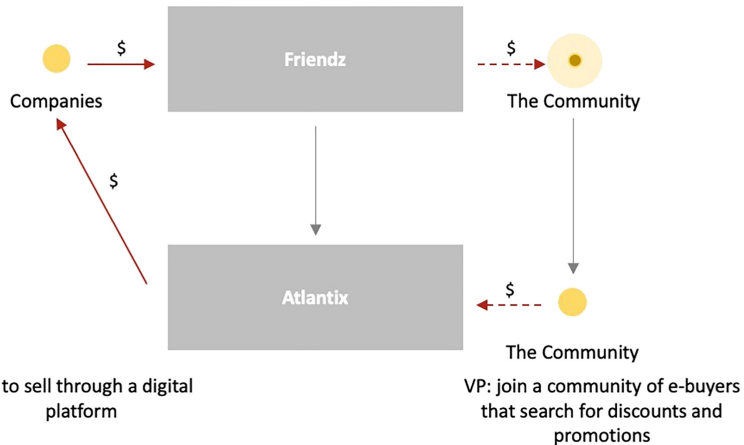 $
Friendz
$
Companies
The Community
$
Atlantix
$
The Community
to sell through a digital
platform
VP: join a community of e-buyers
that search for discounts and
promotions